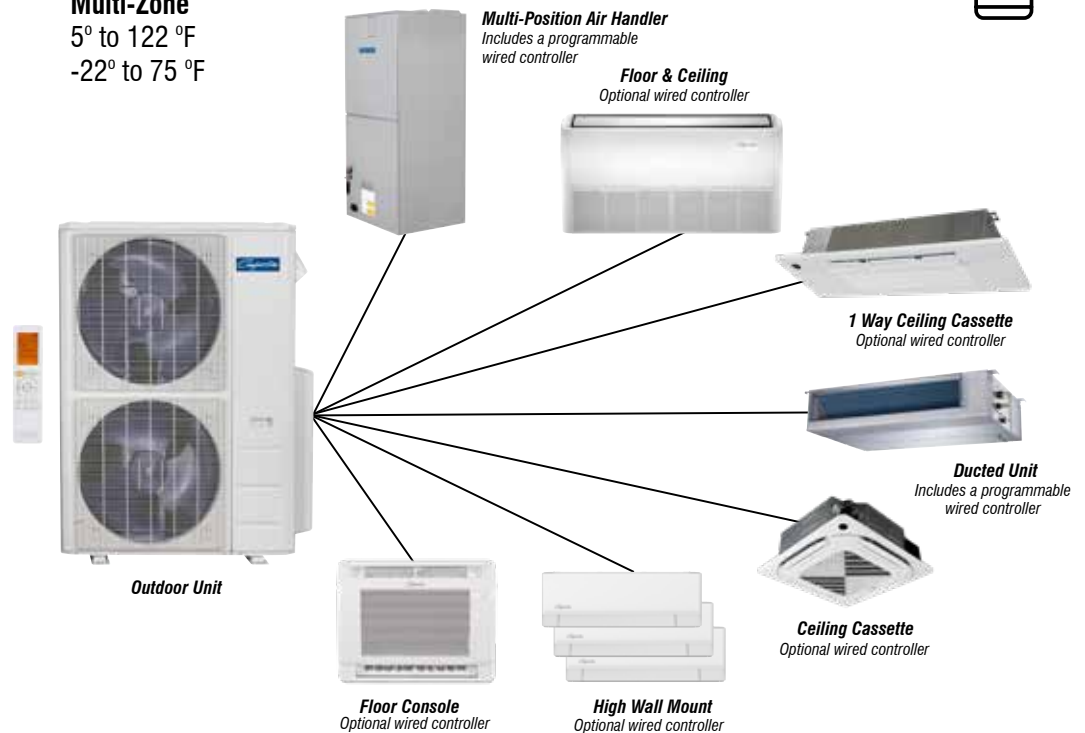 Multi-Zone
5º to 122 ºF
-22º to 75 ºF
Multi-Position Air Handler
Includes a programmable
wired controller
Floor & Ceiling
Optional wired controller
1 Way Ceiling Cassette
Optional wired controller
Ducted Unit
Includes a programmable
wired controller
Ceiling Cassette
Optional wired controller
Outdoor Unit
Floor Console
Optional wired controller
High Wall Mount
Optional wired controller